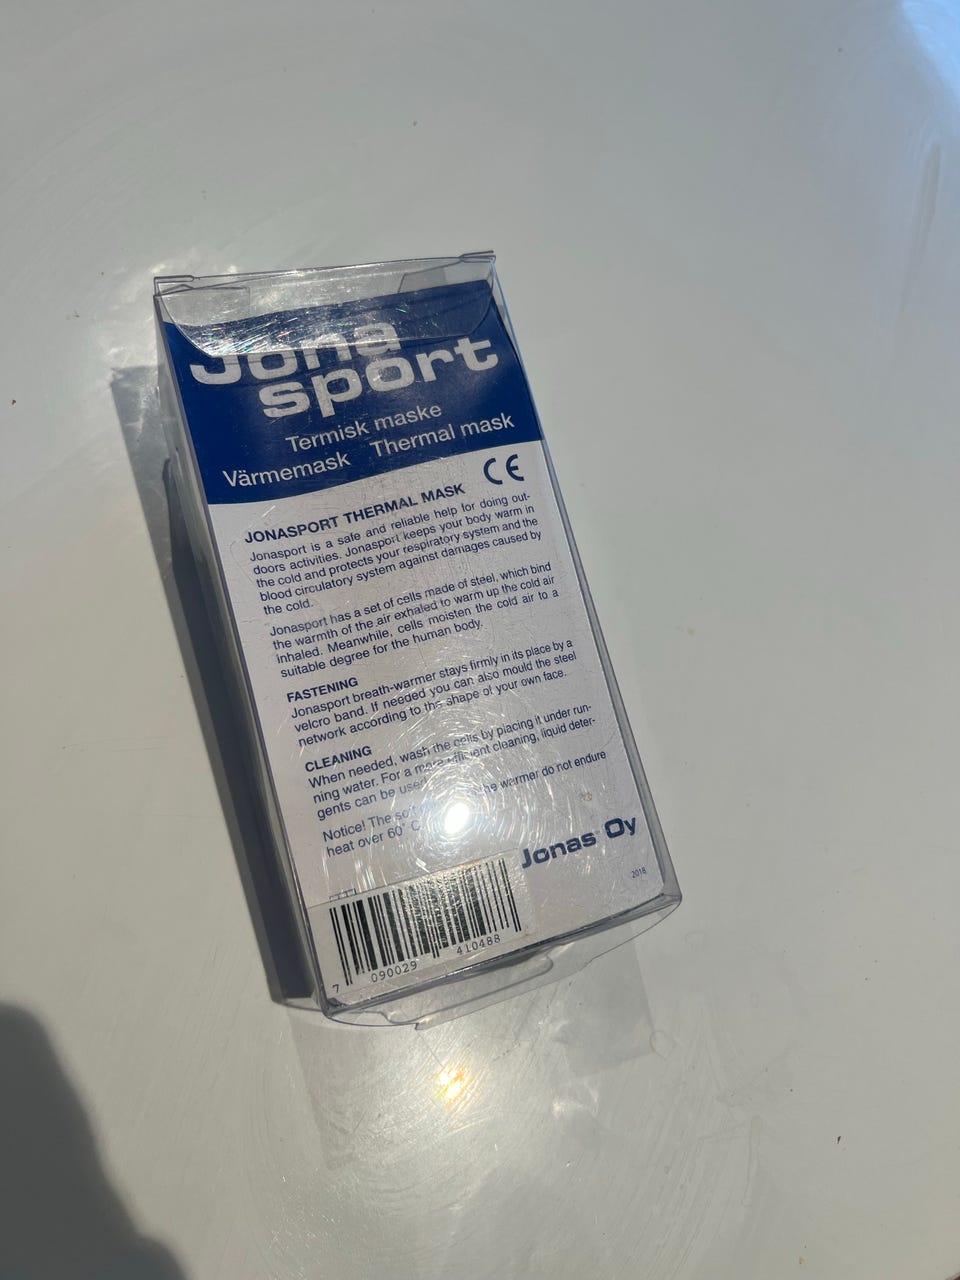 Jona
sport
Termisk maske
Värmemask Thermal mask
CE
JONASPORT THERMAL MASK
Jonasport is a safe and reliable help for doing out-
doors activities. Jonasport keeps your body warm in
the cold and protects your respiratory system and the
blood circulatory system against damages caused by
the cold.
Jonasport has a set of cells made of steel, which bind
the warmth of the air exhaled to warm up the cold air
inhaled. Meanwhile, cells moisten the cold air to a
suitable degree for the human body.
FASTENING
Jonasport breath-warmer stays firmly in its place by a
velcro band. If needed you can also mould the steel
network according to the shape of your own face.
CLEANING
When needed, wash the cells by placing it under run-
ning water. For a more efficient cleaning, liquid deter-
gents can be used
Notice! The warmer do not endure
heat over 60° C
Jonas Oy
2018
7 090029 410488